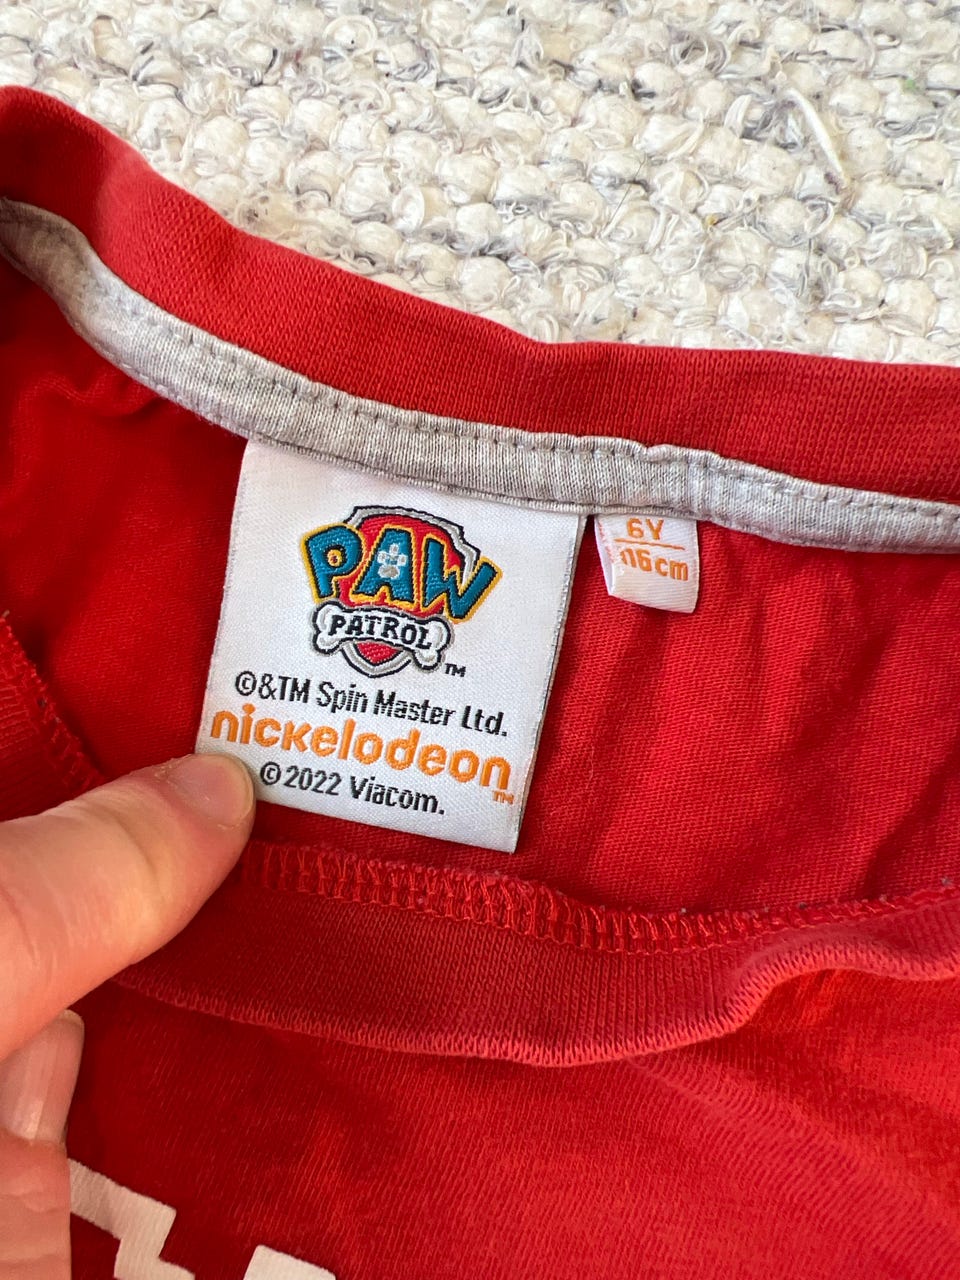 PAW
PATROL
TM
©&TM Spin Master Ltd.
nickelodeon
TM
©2022 Viacom.
6Y
116cm